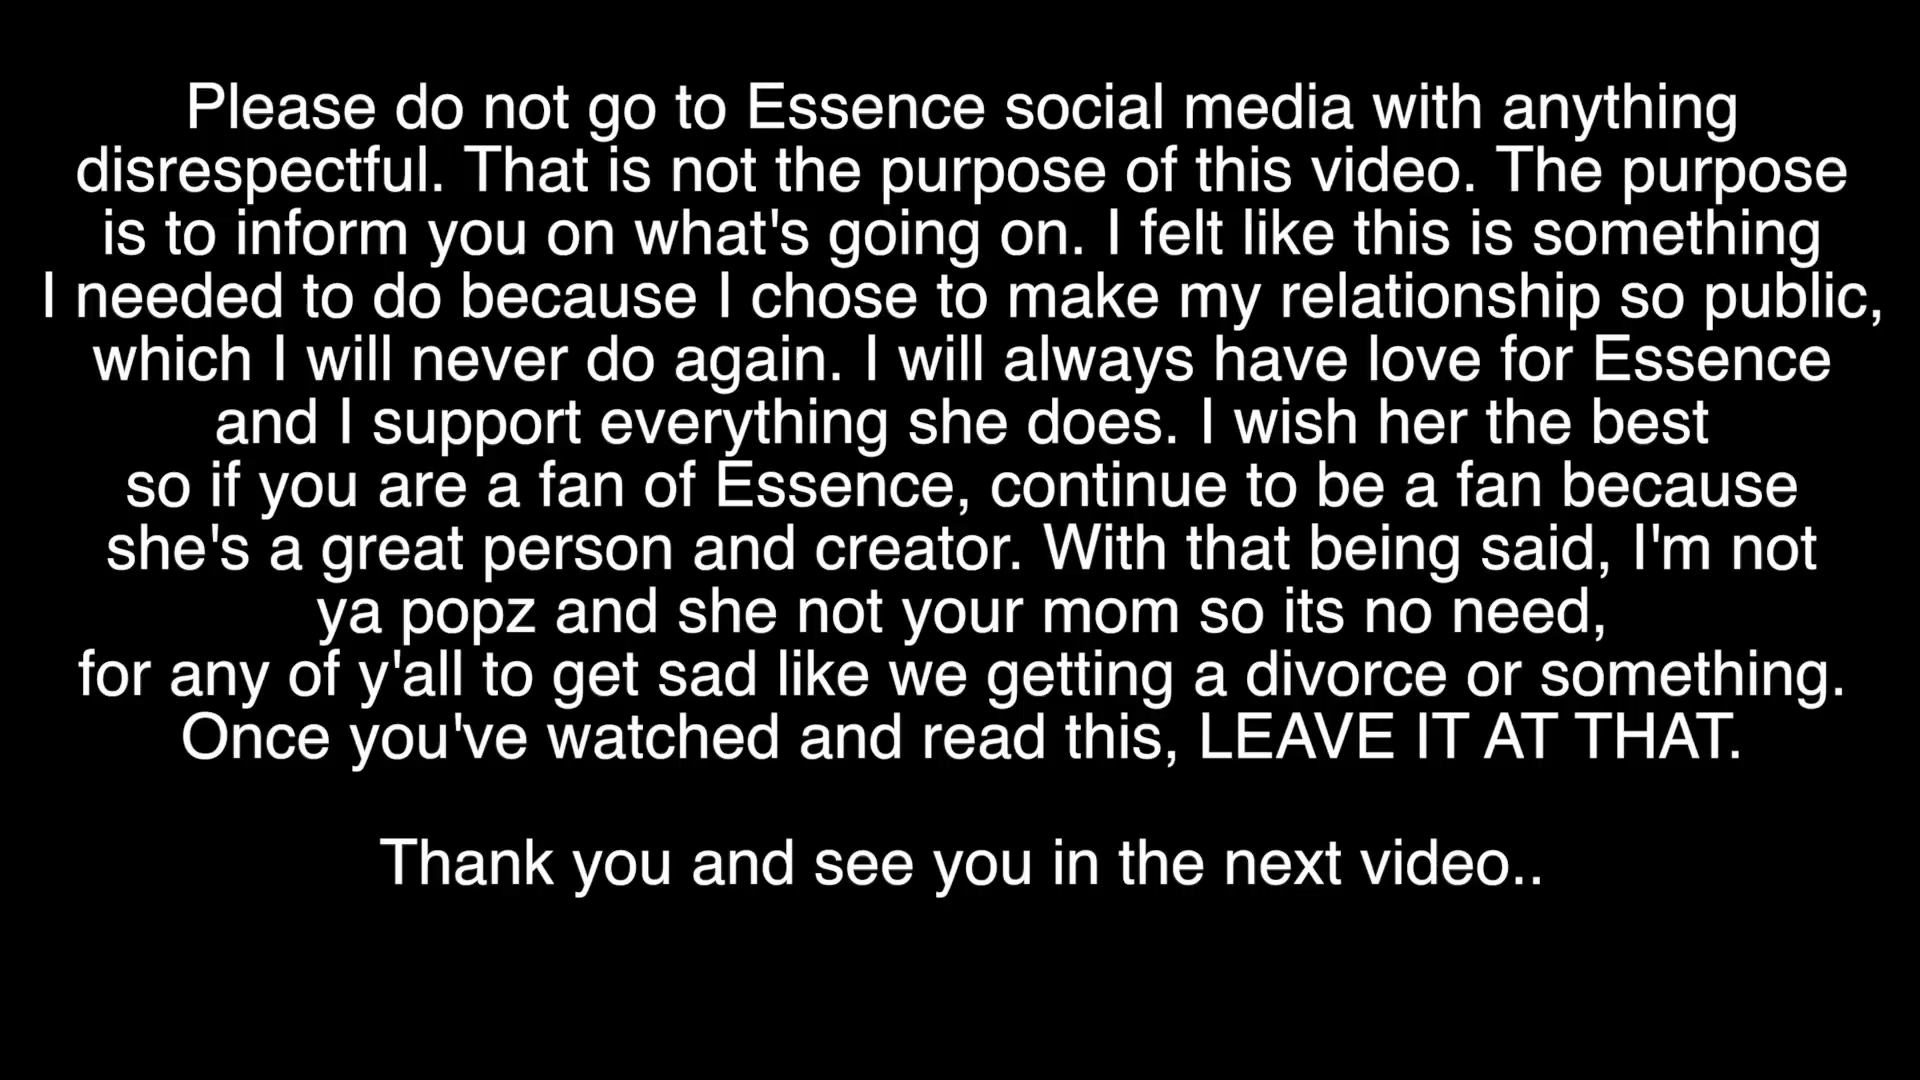 Please do not go to Essence social media with anything
disrespectful. That is not the purpose of this video. The purpose
is to inform you on what's going on. I felt like this is something
I needed to do because I chose to make my relationship so public,
which I will never do again. I will always have love for Essence
and I support everything she does. I wish her the best
so if you are a fan of Essence, continue to be a fan because
she's a great person and creator. With that being said, I'm not
ya popz and she not your mom so its no need,
for any of y'all to get sad like we getting a divorce or something.
Once you've watched and read this, LEAVE IT AT THAT.
Thank you and see you in the next video..